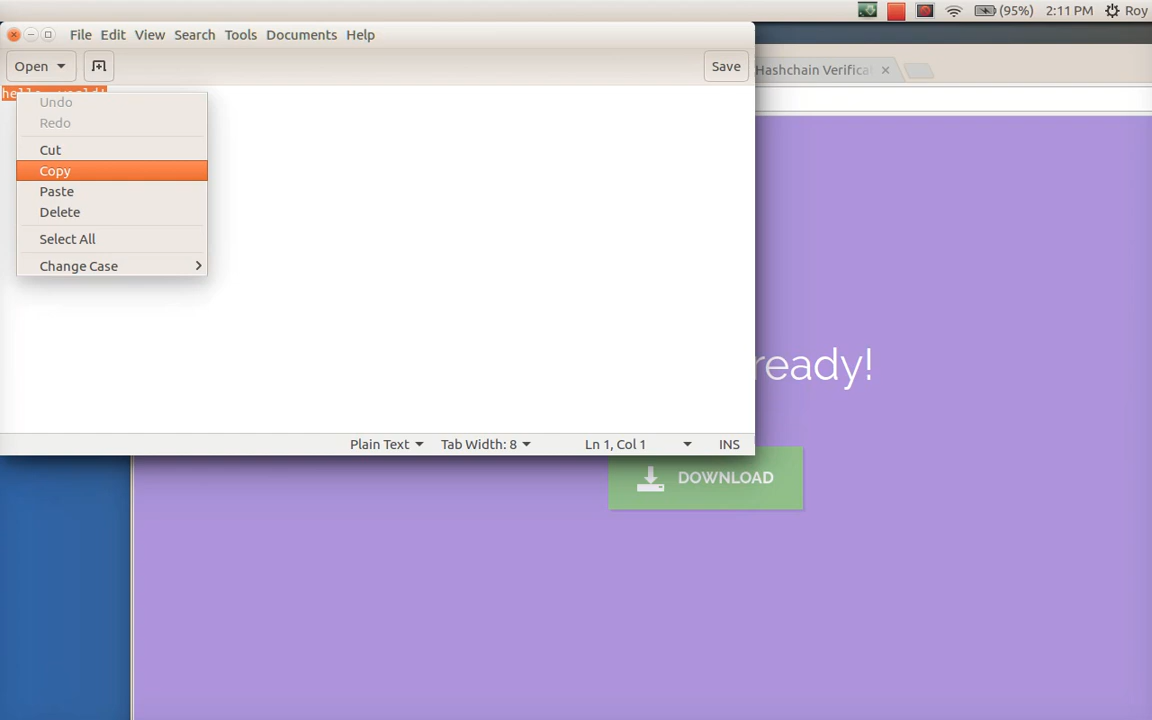 (95%) 2:11 PM Roy
File Edit View Search Tools Documents Help
Open Save
Hashchain Verifica
Undo
Redo
Cut
Copy
Paste
Delete
Select All
Change Case
ready!
DOWNLOAD
Plain Text Tab Width: 8 Ln 1, Col 1 INS